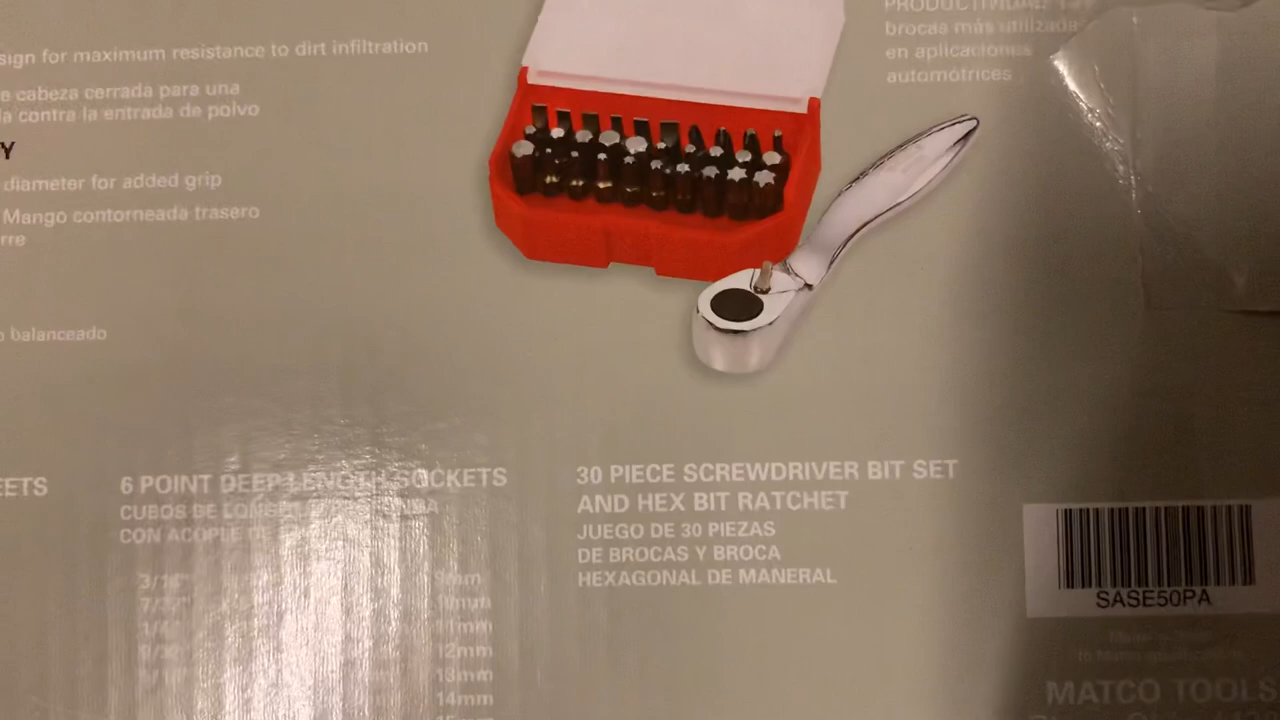 sign for maximum resistance to dirt infiltration
e cabeza cerrada para una
la contra la entrada de polvo
Y
diameter for added grip
Mango contorneada trasero
rre
o balanceado
PRODUCTIVIDAD
brocas más utilizada
en aplicaciones
automotrices
EETS
6 POINT DEEP LENGTH SOCKETS
CUBOS DE
CON ACOPLE
3/16"
7/32"
1/4"
9/32"
9mm
10mm
11mm
12mm
13mm
14mm
15mm
30 PIECE SCREWDRIVER BIT SET
AND HEX BIT RATCHET
JUEGO DE 30 PIEZAS
DE BROCAS Y BROCA
HEXAGONAL DE MANERAL
SASE50PA
MATCO TOOLS